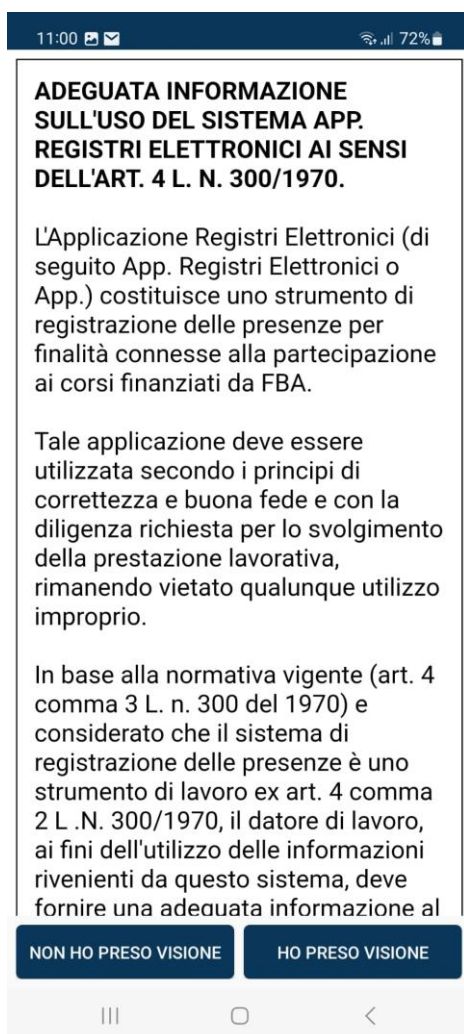 11:00 72%
ADEGUATA INFORMAZIONE
SULL'USO DEL SISTEMA APP.
REGISTRI ELETTRONICI AI SENSI
DELL'ART. 4 L. N. 300/1970.
L'Applicazione Registri Elettronici (di
seguito App. Registri Elettronici o
App.) costituisce uno strumento di
registrazione delle presenze per
finalità connesse alla partecipazione
ai corsi finanziati da FBA.
Tale applicazione deve essere
utilizzata secondo i principi di
correttezza e buona fede e con la
diligenza richiesta per lo svolgimento
della prestazione lavorativa,
rimanendo vietato qualunque utilizzo
improprio.
In base alla normativa vigente (art. 4
comma 3 L. n. 300 del 1970) e
considerato che il sistema di
registrazione delle presenze è uno
strumento di lavoro ex art. 4 comma
2 L .N. 300/1970, il datore di lavoro,
ai fini dell'utilizzo delle informazioni
rivenienti da questo sistema, deve
fornire una adeguata informazione al
NON HO PRESO VISIONE HO PRESO VISIONE